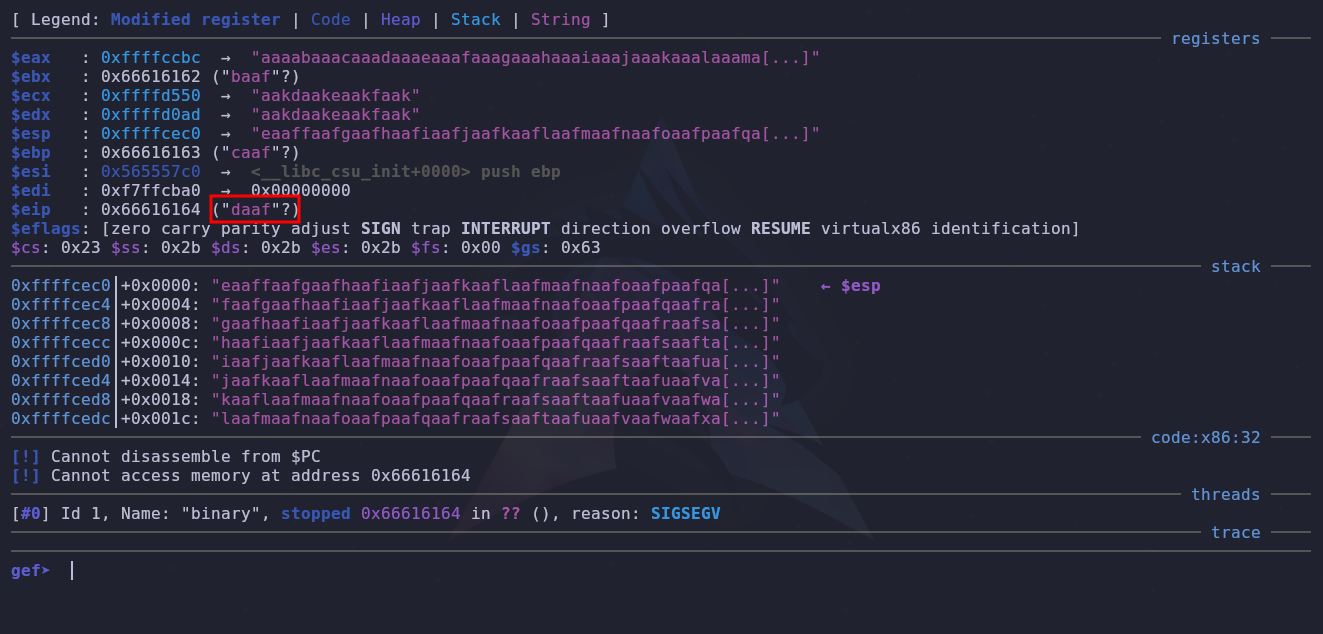 [ Legend: Modified register | Code | Heap | Stack | String ]
registers
$eax   : 0xffffccbc  →  "aaaabaaacaaadaaaeaaafaaagaaahaaaiaaajaaakaaalaaama[...]"
$ebx   : 0x66616162 ("baaf"?)
$ecx   : 0xffffd550  →  "aakdaakeaakfaak"
$edx   : 0xffffd0ad  →  "aakdaakeaakfaak"
$esp   : 0xffffcec0  →  "eaaffaafgaafhaafiaafjaafkaaflaafmaafnaafoaafpaafqa[...]"
$ebp   : 0x66616163 ("caaf"?)
$esi   : 0x565557c0  →  <__libc_csu_init+0000> push ebp
$edi   : 0xf7ffcba0  →  0x00000000
$eip   : 0x66616164 ("daaf"?)
$eflags: [zero carry parity adjust SIGN trap INTERRUPT direction overflow RESUME virtualx86 identification]
$cs: 0x23 $ss: 0x2b $ds: 0x2b $es: 0x2b $fs: 0x00 $gs: 0x63
stack
0xffffcec0│+0x0000: "eaaffaafgaafhaafiaafjaafkaaflaafmaafnaafoaafpaafqa[...]"    ← $esp
0xffffcec4│+0x0004: "faafgaafhaafiaafjaafkaaflaafmaafnaafoaafpaafqaafra[...]"
0xffffcec8│+0x0008: "gaafhaafiaafjaafkaaflaafmaafnaafoaafpaafqaafraafsa[...]"
0xffffcecc│+0x000c: "haafiaafjaafkaaflaafmaafnaafoaafpaafqaafraafsaafta[...]"
0xffffced0│+0x0010: "iaafjaafkaaflaafmaafnaafoaafpaafqaafraafsaaftaafua[...]"
0xffffced4│+0x0014: "jaafkaaflaafmaafnaafoaafpaafqaafraafsaaftaafuaafva[...]"
0xffffced8│+0x0018: "kaaflaafmaafnaafoaafpaafqaafraafsaaftaafuaafvaafwa[...]"
0xffffcedc│+0x001c: "laafmaafnaafoaafpaafqaafraafsaaftaafuaafvaafwaafxa[...]"
code:x86:32
[!] Cannot disassemble from $PC
[!] Cannot access memory at address 0x66616164
threads
[#0] Id 1, Name: "binary", stopped 0x66616164 in ?? (), reason: SIGSEGV
trace
gef➤